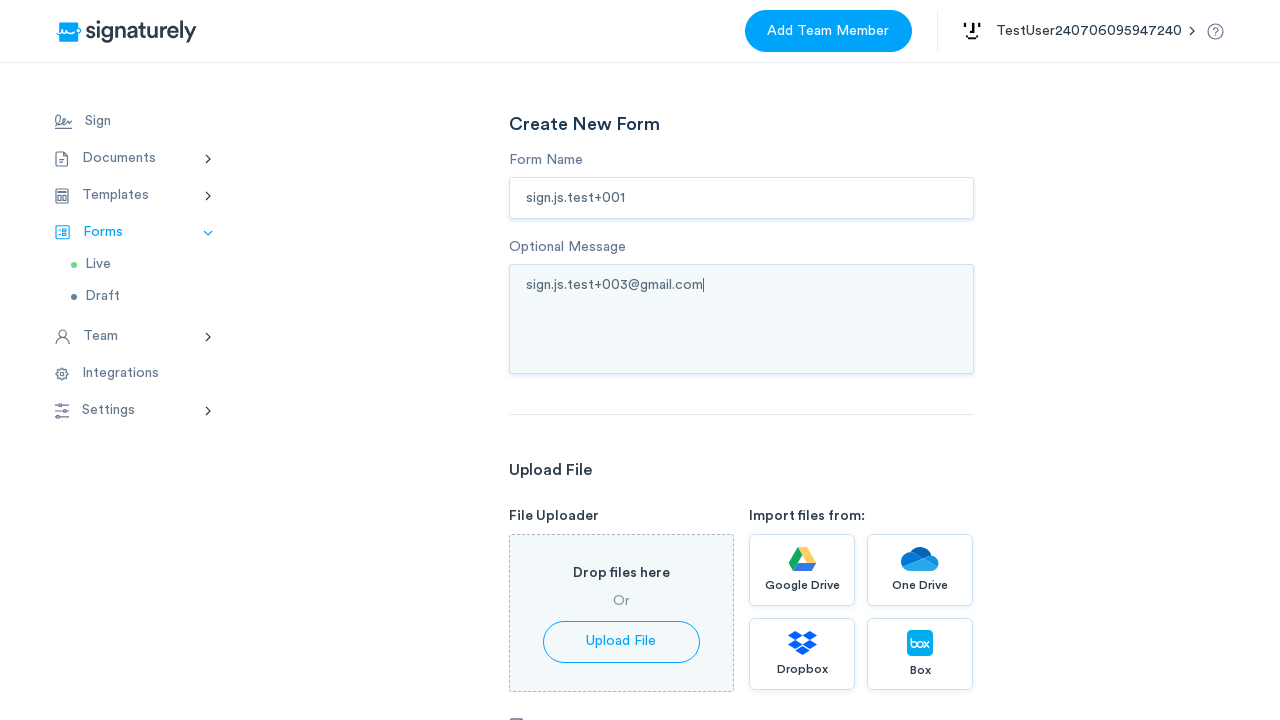 signaturely
Add Team Member
TestUser240706095947240
Sign
Documents
Templates
Forms
Live
Draft
Team
Integrations
Settings
Create New Form
Form Name
sign.js.test+001
Optional Message
sign.js.test+003@gmail.com
Upload File
File Uploader
Drop files here
Or
Upload File
Import files from:
Google Drive
One Drive
Dropbox
box
Box